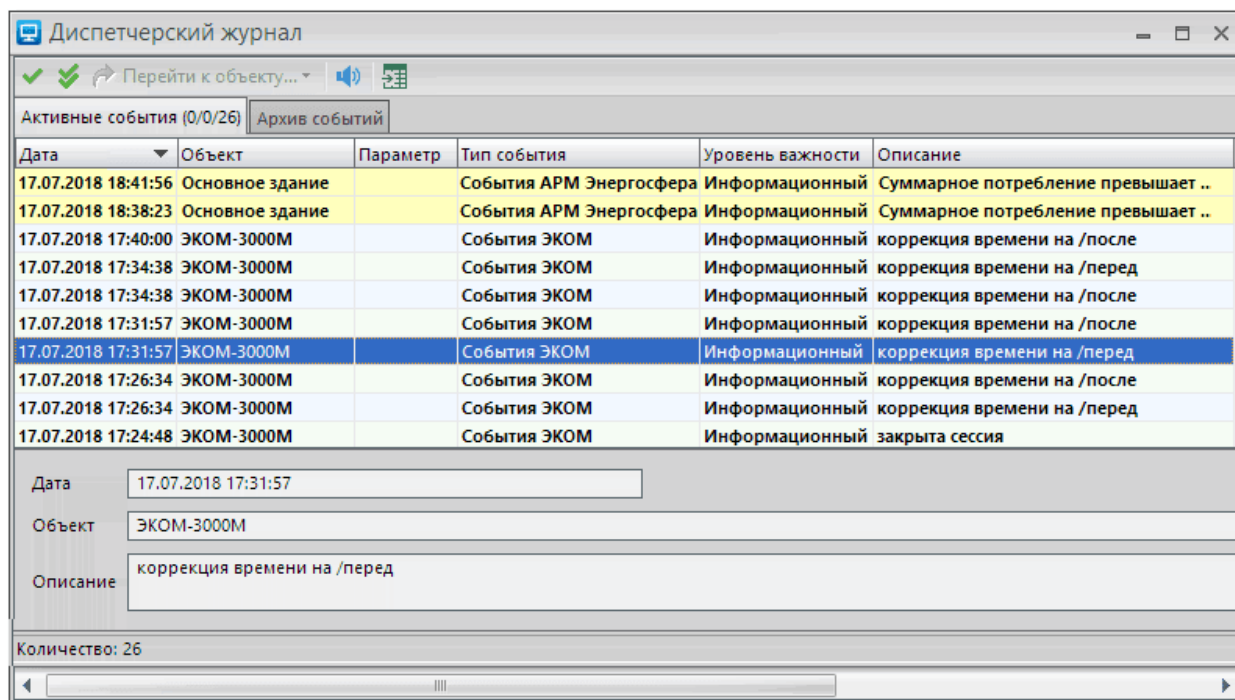 Диспетчерский журнал
Перейти к объекту...
Активные события (0/0/26) Архив событий
Дата Объект Параметр Тип события Уровень важности Описание
17.07.2018 18:41:56 Основное здание События АРМ Энергосфера Информационный Суммарное потребление превышает ..
17.07.2018 18:38:23 Основное здание События АРМ Энергосфера Информационный Суммарное потребление превышает ..
17.07.2018 17:40:00 ЭКОМ-3000М События ЭКОМ Информационный коррекция времени на /после
17.07.2018 17:34:38 ЭКОМ-3000М События ЭКОМ Информационный коррекция времени на /перед
17.07.2018 17:34:38 ЭКОМ-3000М События ЭКОМ Информационный коррекция времени на /после
17.07.2018 17:31:57 ЭКОМ-3000М События ЭКОМ Информационный коррекция времени на /после
17.07.2018 17:31:57 ЭКОМ-3000М События ЭКОМ Информационный коррекция времени на /перед
17.07.2018 17:26:34 ЭКОМ-3000М События ЭКОМ Информационный коррекция времени на /после
17.07.2018 17:26:34 ЭКОМ-3000М События ЭКОМ Информационный коррекция времени на /перед
17.07.2018 17:24:48 ЭКОМ-3000М События ЭКОМ Информационный закрыта сессия
Дата 17.07.2018 17:31:57
Объект ЭКОМ-3000М
Описание коррекция времени на /перед
Количество: 26